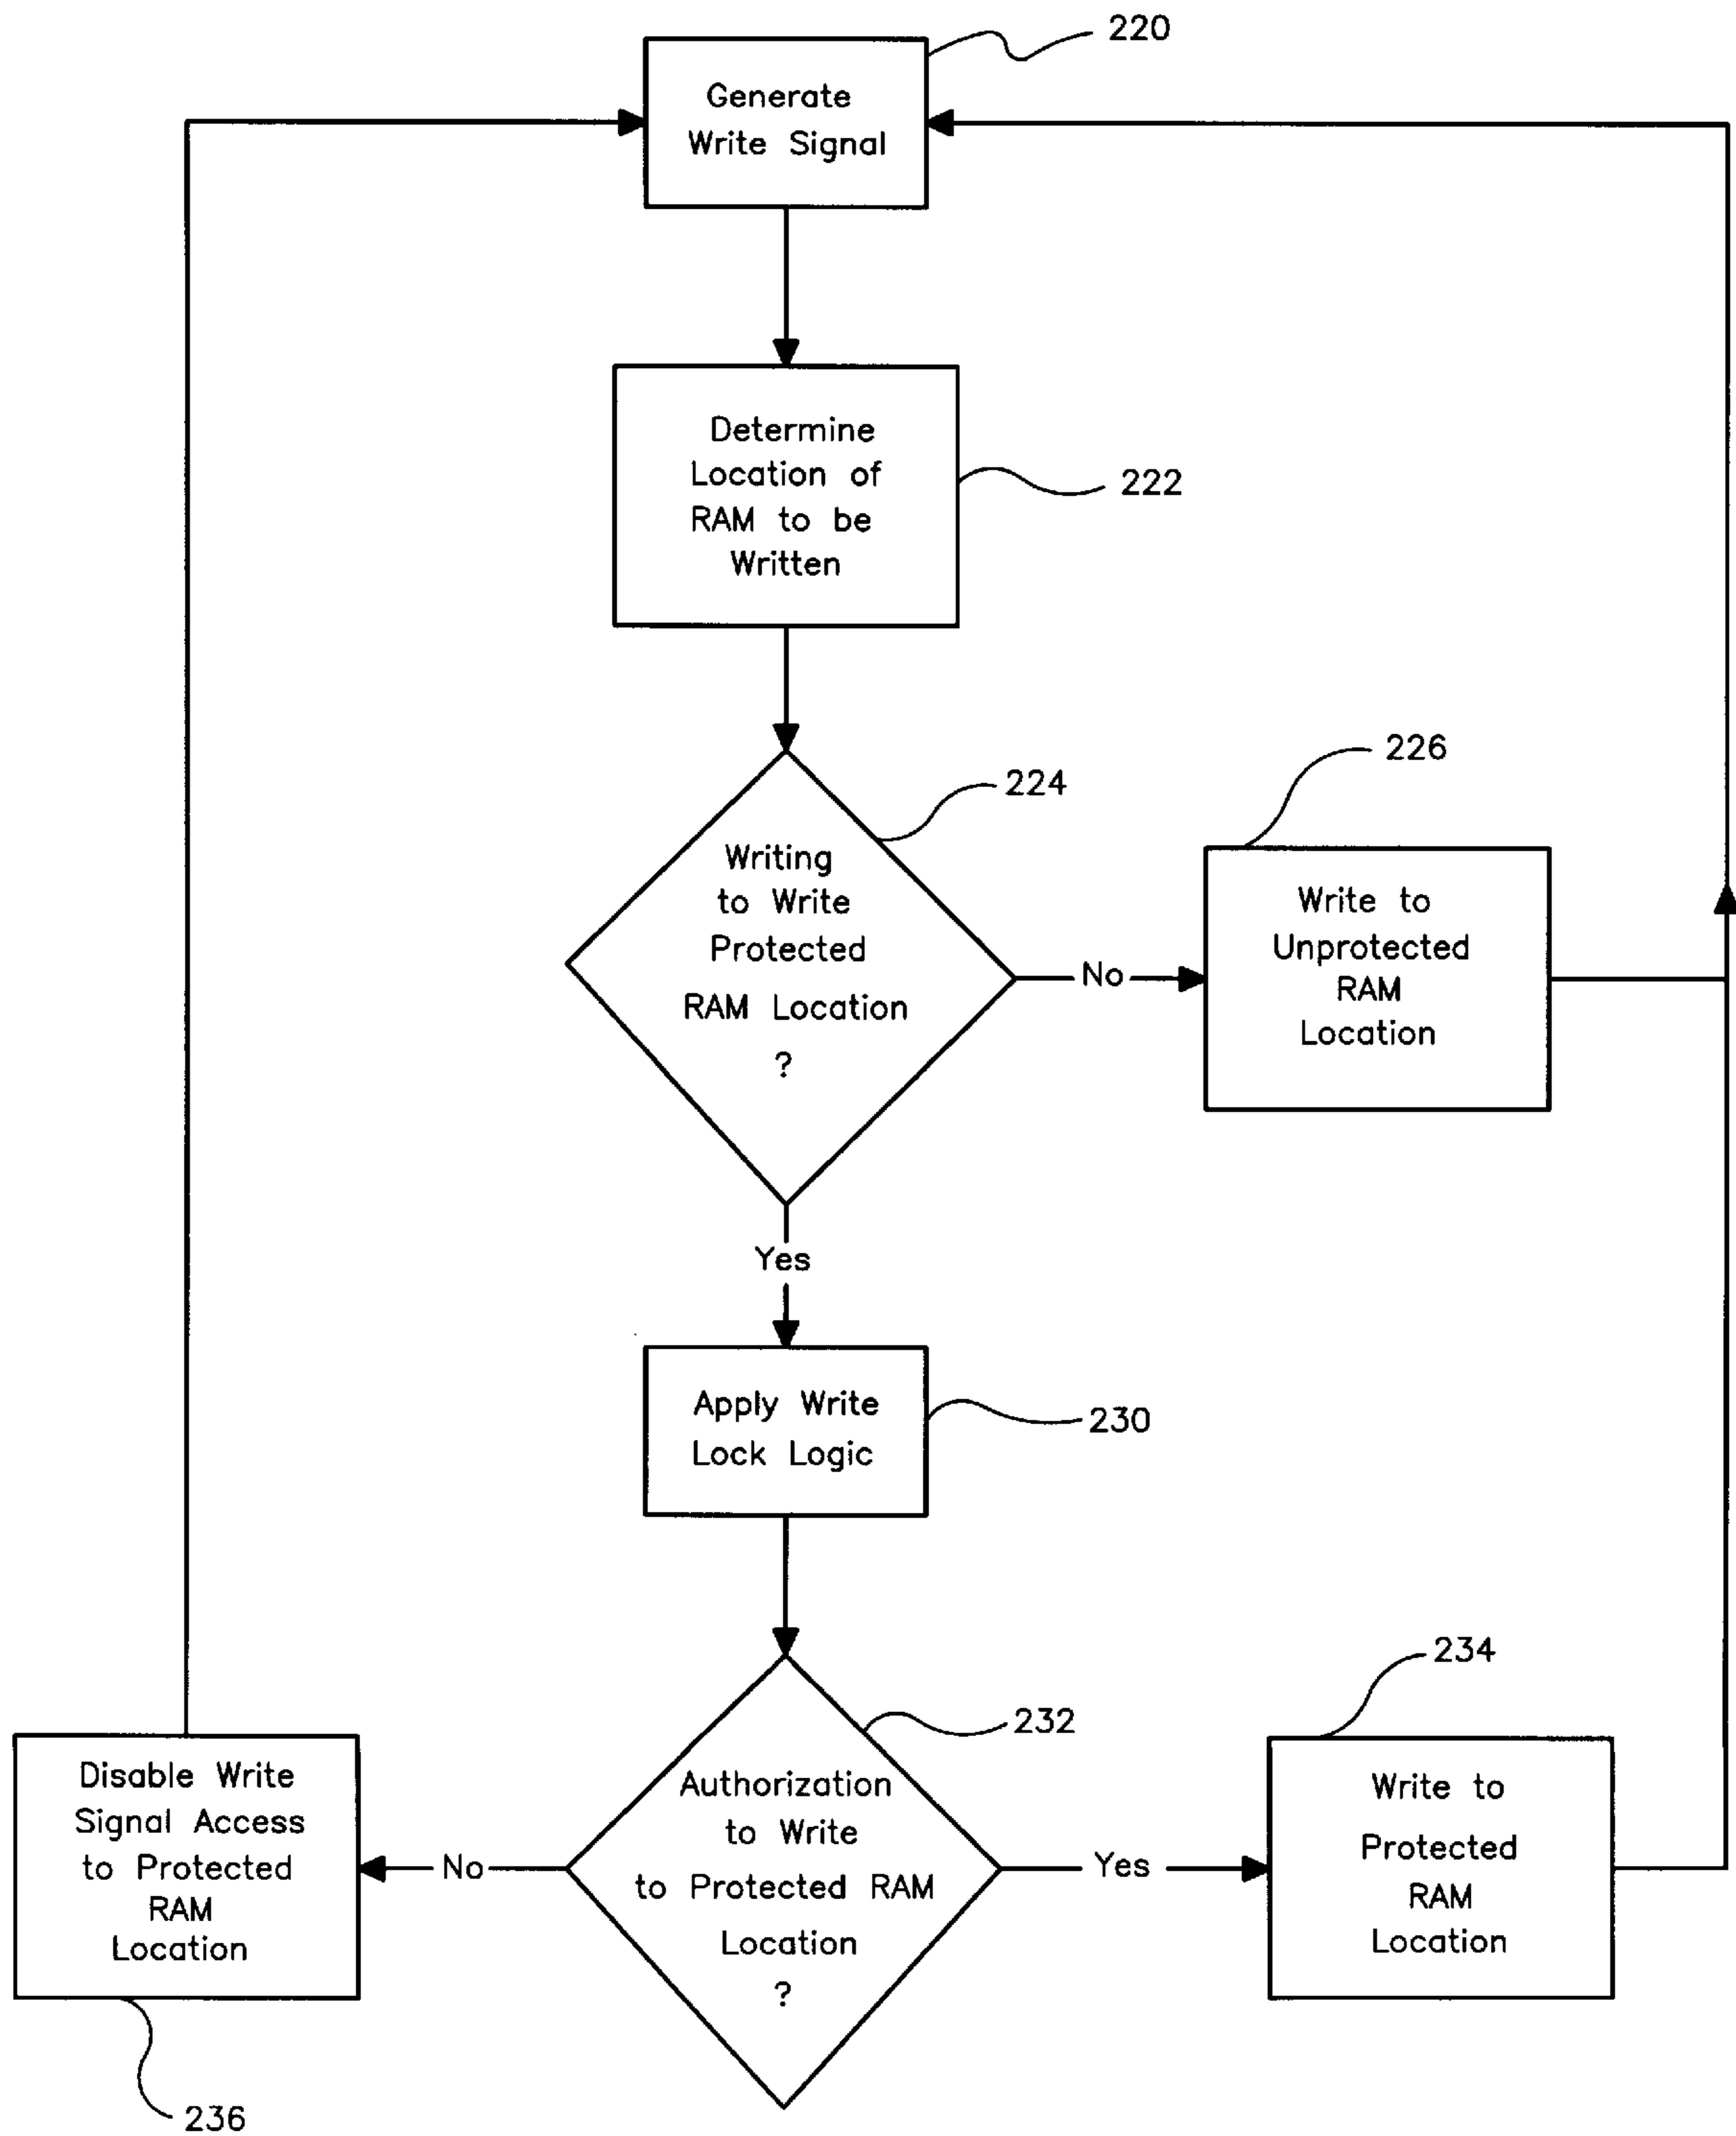 220
Generate
Write Signal
Determine
Location of
RAM to be
Written
222
224
Writing
to Write
Protected
RAM Location
?
No
226
Write to
Unprotected
RAM
Location
Yes
Apply Write
Lock Logic
230
232
Authorization
to Write
to Protected RAM
Location
?
Yes
234
Write to
Protected
RAM
Location
No
Disable Write
Signal Access
to Protected
RAM
Location
236